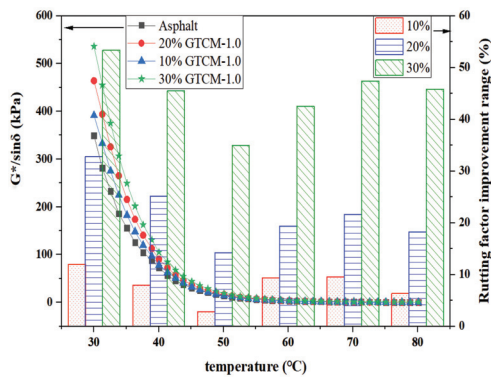 600
500
400
300
200
100
0
G*/sinδ (kPa)
Asphalt
20% GTCM-1.0
10% GTCM-1.0
30% GTCM-1.0
10%
20%
30%
60
50
40
30
20
10
0
Rutting factor improvement range (%)
30 40 50 60 70 80
temperature (°C)